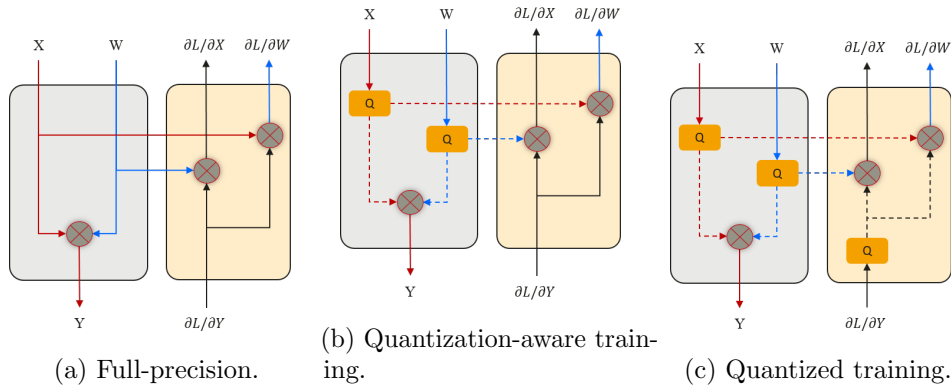 X W ∂L/∂X ∂L/∂W
Y ∂L/∂Y
(a) Full-precision.
X W ∂L/∂X ∂L/∂W
Q
Q
Y ∂L/∂Y
(b) Quantization-aware train-
ing.
X W ∂L/∂X ∂L/∂W
Q
Q
Q
Y ∂L/∂Y
(c) Quantized training.